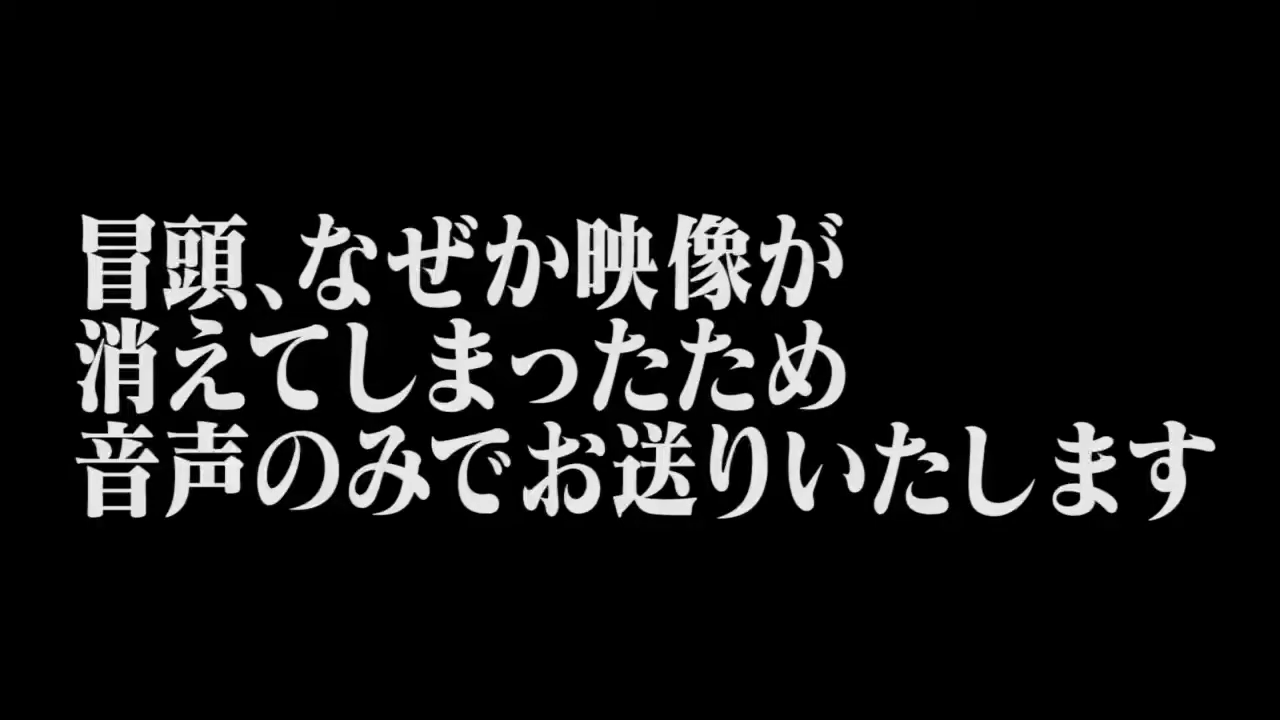 冒頭、なぜか映像が
消えてしまったため
音声のみでお送りいたします